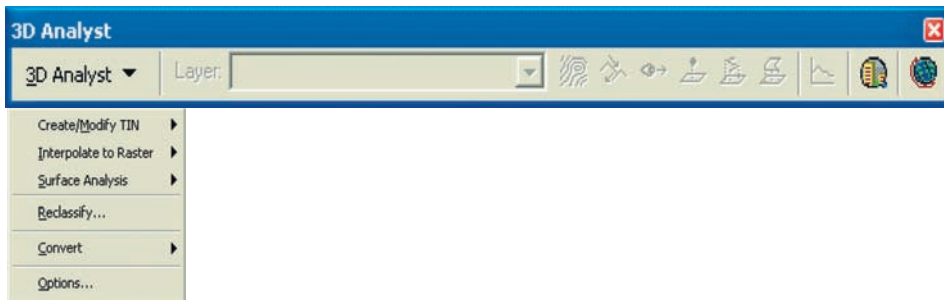 3D Analyst
3D Analyst Layer:
Create/Modify TIN
Interpolate to Raster
Surface Analysis
Reclassify...
Convert
Options...